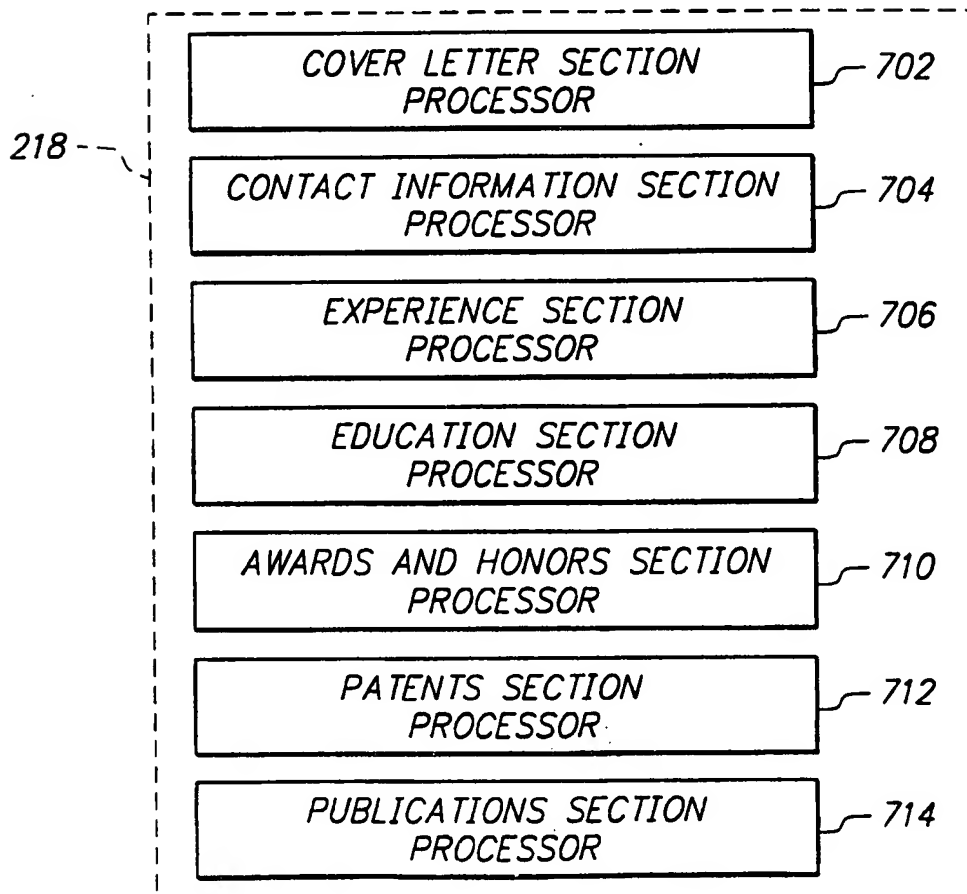 COVER LETTER SECTION
PROCESSOR
702
218
CONTACT INFORMATION SECTION
PROCESSOR
704
EXPERIENCE SECTION
PROCESSOR
706
EDUCATION SECTION
PROCESSOR
708
AWARDS AND HONORS SECTION
PROCESSOR
710
PATENTS SECTION
PROCESSOR
712
PUBLICATIONS SECTION
PROCESSOR
714